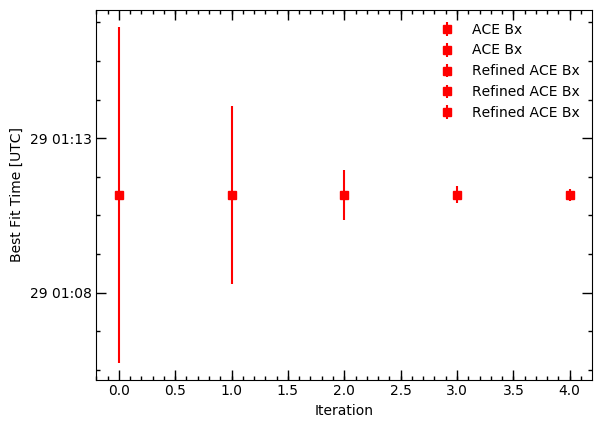 ACE Bx
ACE Bx
Refined ACE Bx
Refined ACE Bx
Refined ACE Bx
Best Fit Time [UTC]
29 01:13
29 01:08
0.0 0.5 1.0 1.5 2.0 2.5 3.0 3.5 4.0
Iteration